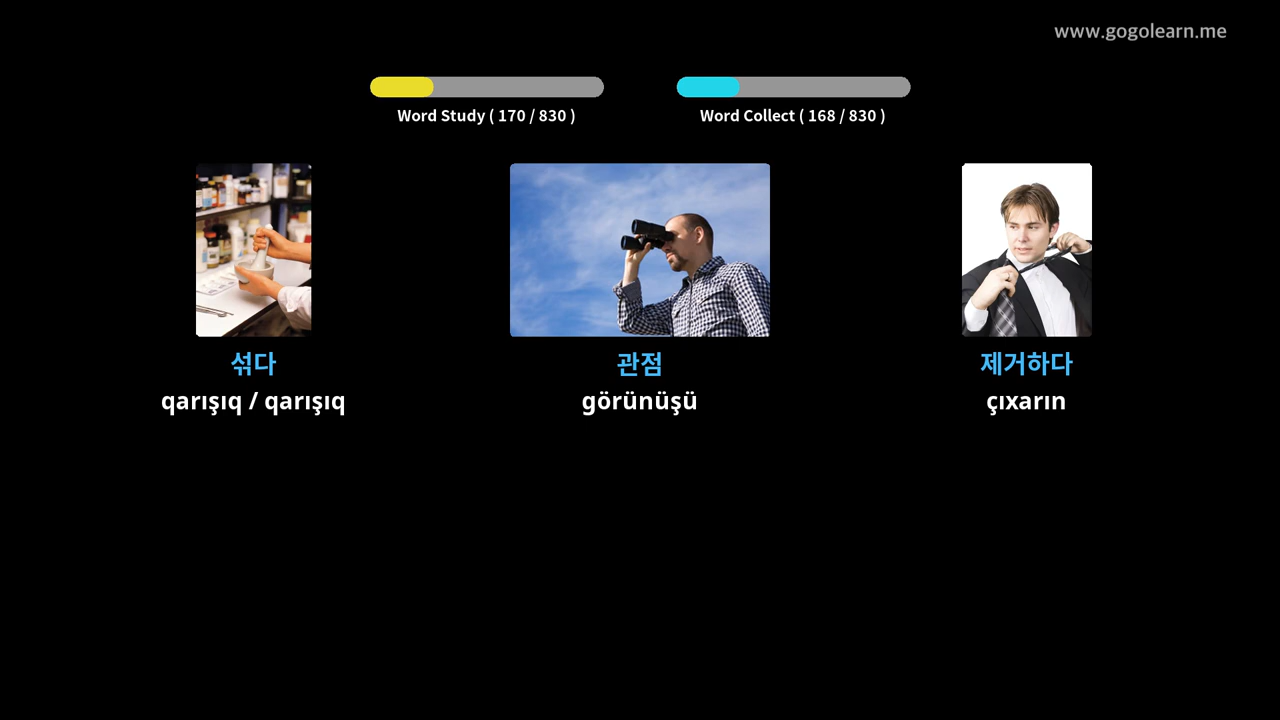 www.gogolearn.me
Word Study ( 170 / 830 )
Word Collect ( 168 / 830 )
섞다
관점
제거하다
qarışıq / qarışıq
görünüşü
çıxarın